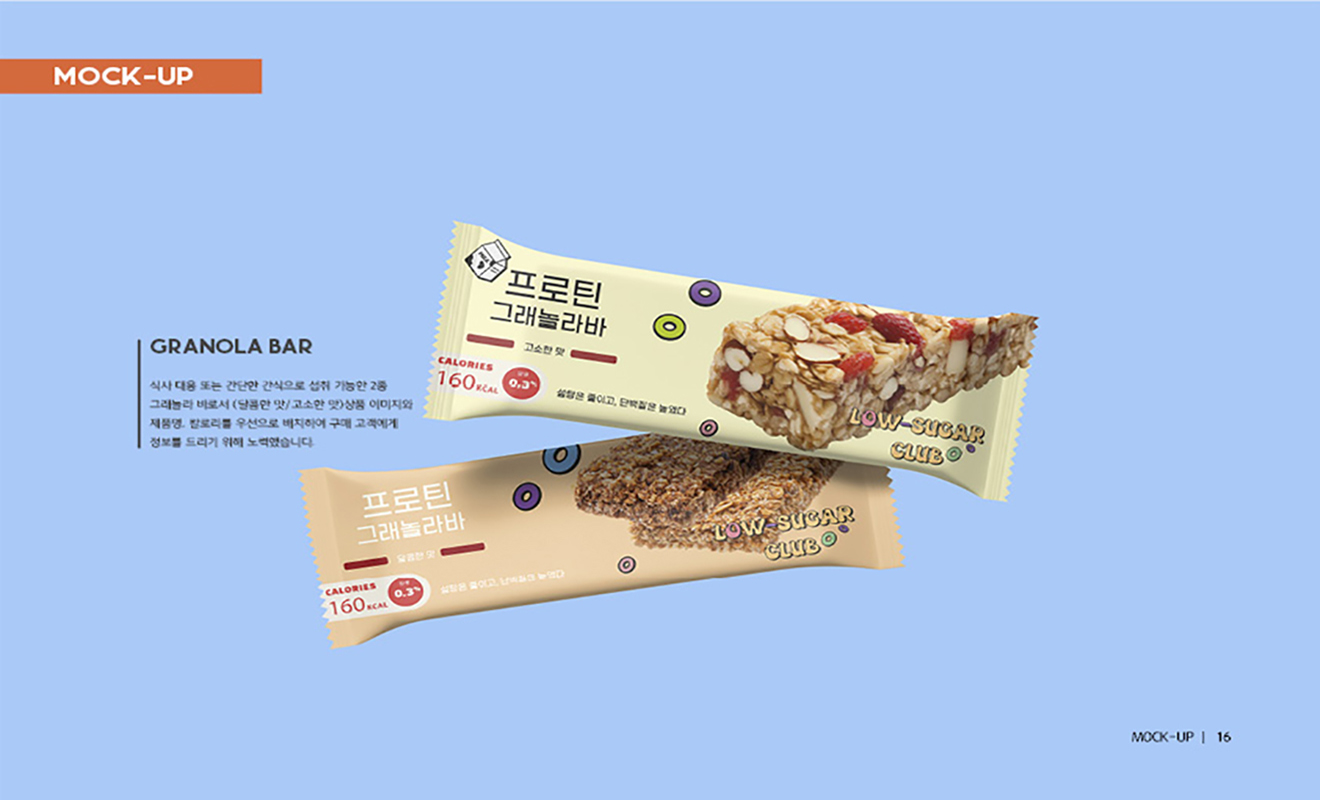 MOCK-UP
GRANOLA BAR
식사 대용 또는 간단한 간식으로 섭취 가능한 2종
그래놀라 바로서 (달콤한 맛/고소한 맛)상품 이미지와
제품명, 칼로리를 우선으로 배치하여 구매 고객에게
정보를 드리기 위해 노력했습니다.
MILK
프로틴
그래놀라바
고소한 맛
CALORIES
160KCAL
0.3%
설탕은 줄이고, 단백질은 높였다
LOW-SUGAR
CLUB
프로틴
그래놀라바
달콤한 맛
CALORIES
160KCAL
0.3%
설탕은 줄이고, 단백질은 높였다
LOW-SUGAR
CLUB
MOCK-UP | 16